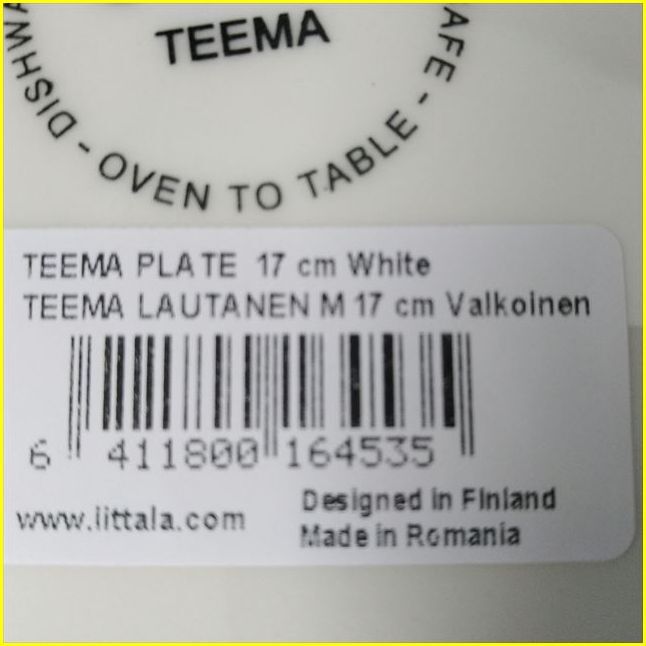 TEEMA
DISHWA
- OVEN TO TABLE -
AFE
TEEMA PLATE 17 cm White
TEEMA LAUTANEN M 17 cm Valkoinen
6 411800 164535
www.iittala.com
Designed in Finland
Made in Romania